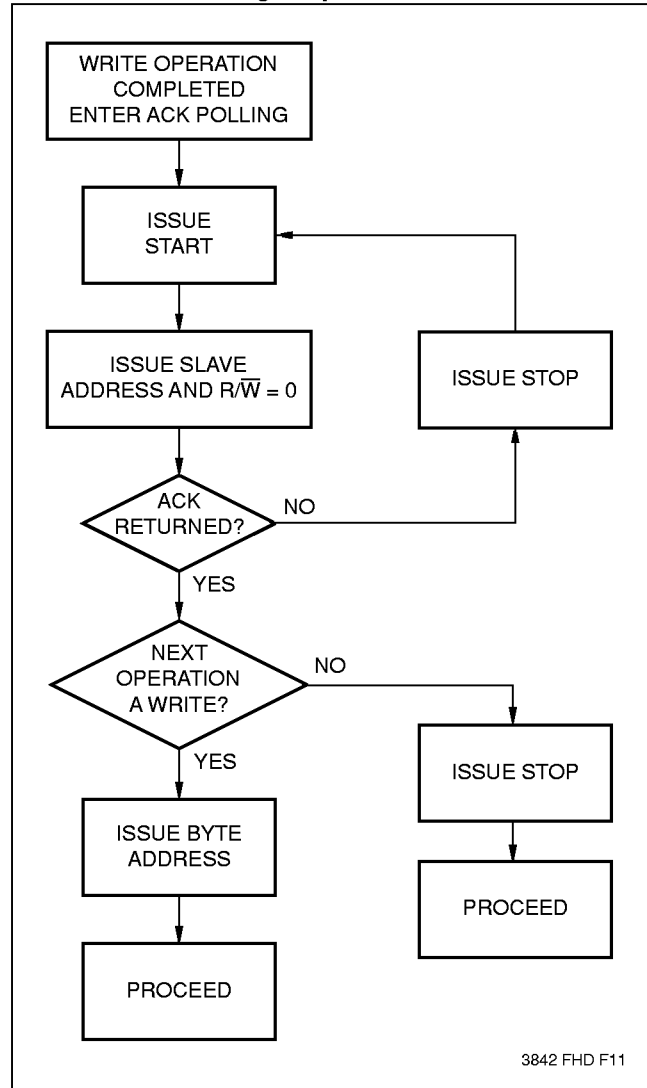 WRITE OPERATION
COMPLETED
ENTER ACK POLLING
ISSUE
START
ISSUE SLAVE
ADDRESS AND R/W̅ = 0
ISSUE STOP
ACK
RETURNED?
NO
YES
NEXT
OPERATION
A WRITE?
NO
YES
ISSUE STOP
ISSUE BYTE
ADDRESS
PROCEED
PROCEED
3842 FHD F11